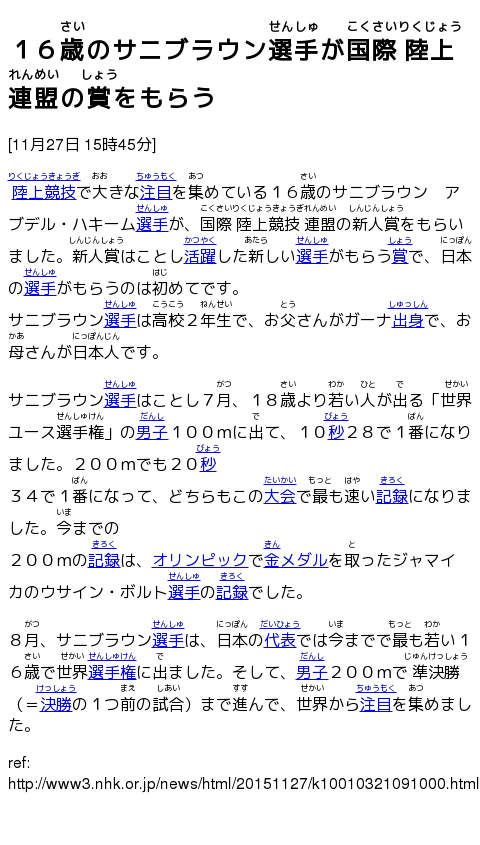 １６歳のサニブラウン選手が国際 陸上
連盟の賞をもらう
[11月27日 15時45分]
陸上競技で大きな注目を集めている１６歳のサニブラウン　ア
ブデル・ハキーム選手が、国際 陸上競技 連盟の新人賞をもらい
ました。新人賞はことし活躍した新しい選手がもらう賞で、日本
の選手がもらうのは初めてです。
サニブラウン選手は高校２年生で、お父さんがガーナ出身で、お
母さんが日本人です。
サニブラウン選手はことし７月、１８歳より若い人が出る「世界
ユース選手権」の男子１００ｍに出て、１０秒２８で１番になり
ました。２００ｍでも２０秒
３４で１番になって、どちらもこの大会で最も速い記録になりま
した。今までの
２００ｍの記録は、オリンピックで金メダルを取ったジャマイ
カのウサイン・ボルト選手の記録でした。
８月、サニブラウン選手は、日本の代表では今までで最も若い１
６歳で世界選手権に出ました。そして、男子２００ｍで準決勝
（＝決勝の１つ前の試合）まで進んで、世界から注目を集めまし
た。
ref:
http://www3.nhk.or.jp/news/html/20151127/k10010321091000.html